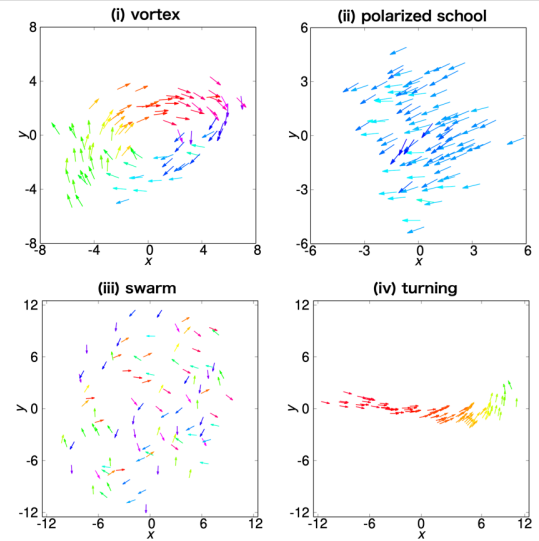 (i) vortex
(ii) polarized school
8
4
0
-4
-8
y
-8 -4 0 4 8
x
6
3
0
-3
-6
y
-6 -3 0 3 6
x
(iii) swarm
(iv) turning
12
6
0
-6
-12
y
-12 -6 0 6 12
x
12
6
0
-6
-12
y
-12 -6 0 6 12
x